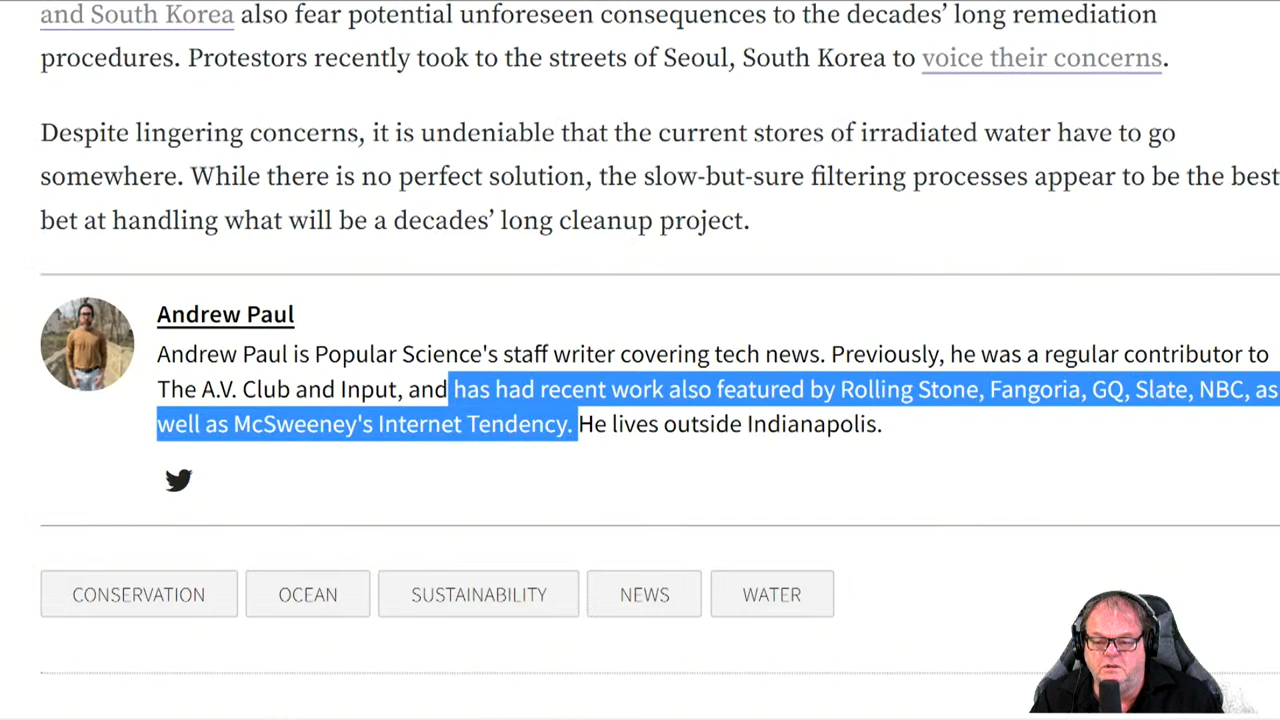 and South Korea also fear potential unforeseen consequences to the decades’ long remediation
procedures. Protestors recently took to the streets of Seoul, South Korea to voice their concerns.
Despite lingering concerns, it is undeniable that the current stores of irradiated water have to go
somewhere. While there is no perfect solution, the slow-but-sure filtering processes appear to be the best
bet at handling what will be a decades’ long cleanup project.
Andrew Paul
Andrew Paul is Popular Science's staff writer covering tech news. Previously, he was a regular contributor to
The A.V. Club and Input, and has had recent work also featured by Rolling Stone, Fangoria, GQ, Slate, NBC, as
well as McSweeney's Internet Tendency. He lives outside Indianapolis.
CONSERVATION OCEAN SUSTAINABILITY NEWS WATER